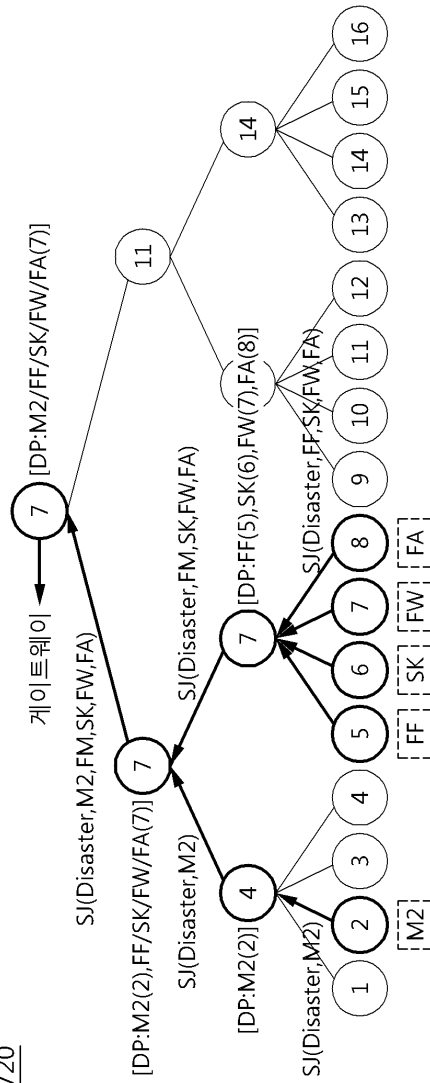 720
7
[DP:M2/FF/SK/FW/FA(7)]
게이트웨이
SJ(Disaster,M2,FM,SK,FW,FA)
7
11
[DP:M2(2),FF/SK/FW/FA(7)]
SJ(Disaster,M2)
SJ(Disaster,FM,SK,FW,FA)
4
7
14
[DP:M2(2)]
[DP:FF(5),SK(6),FW(7),FA(8)]
SJ(Disaster,M2)
SJ(Disaster,FF,SK,FW,FA)
1 2 3 4 5 6 7 8 9 10 11 12 13 14 15 16
M2 FF SK FW FA